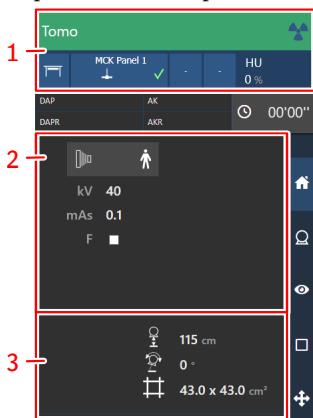 Tomo
1
MCK Panel 1
- -
HU
0 %
DAP AK
DAPR AKR
00'00''
2
kV 40
mAs 0.1
F
3
115 cm
0 °
43.0 x 43.0 cm²